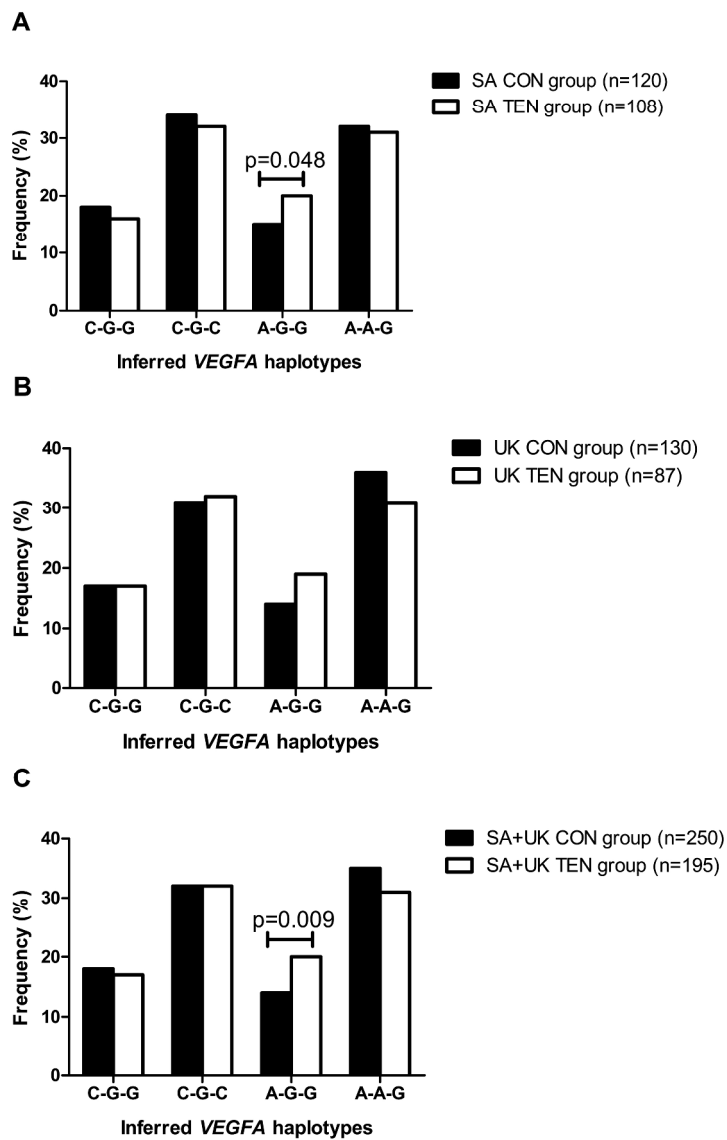 A
40
30
20
10
0
Frequency (%)
p=0.048
SA CON group (n=120)
SA TEN group (n=108)
C-G-G C-G-C A-G-G A-A-G
Inferred VEGFA haplotypes
B
40
30
20
10
0
Frequency (%)
UK CON group (n=130)
UK TEN group (n=87)
C-G-G C-G-C A-G-G A-A-G
Inferred VEGFA haplotypes
C
40
30
20
10
0
Frequency (%)
p=0.009
SA+UK CON group (n=250)
SA+UK TEN group (n=195)
C-G-G C-G-C A-G-G A-A-G
Inferred VEGFA haplotypes